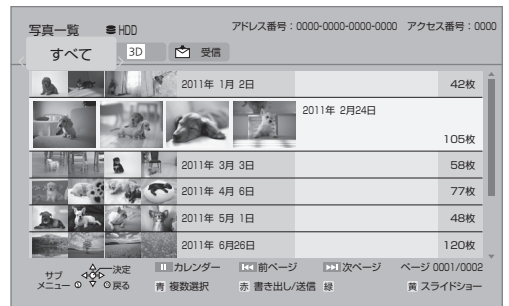 写真一覧 HDD アドレス番号：0000-0000-0000-0000 アクセス番号：0000
すべて 3D 受信
2011年 1月 2日 42枚
2011年 2月24日
105枚
2011年 3月 3日 58枚
2011年 4月 6日 77枚
2011年 5月 1日 48枚
2011年 6月26日 120枚
サブメニュー 決定 戻る カレンダー 前ページ 次ページ ページ 0001/0002
青 複数選択 赤 書き出し/送信 緑 黄 スライドショー